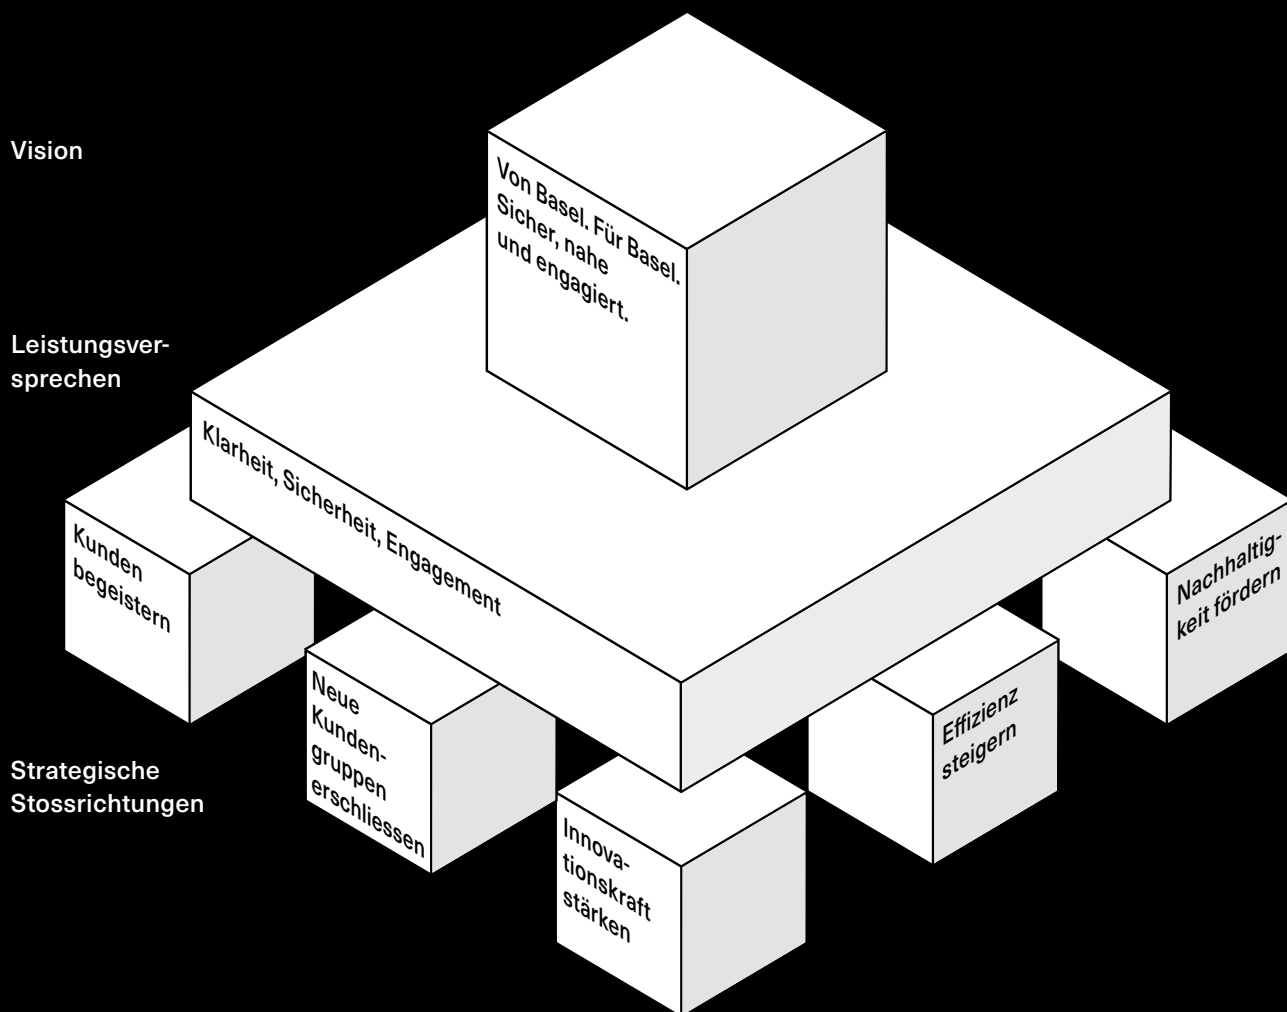 Vision
Von Basel. Für Basel.
Sicher, nahe
und engagiert.
Leistungsver-
sprechen
Klarheit, Sicherheit, Engagement
Strategische
Stossrichtungen
Kunden
begeistern
Neue
Kunden-
gruppen
erschliessen
Innova-
tionskraft
stärken
Effizienz
steigern
Nachhaltig-
keit fördern